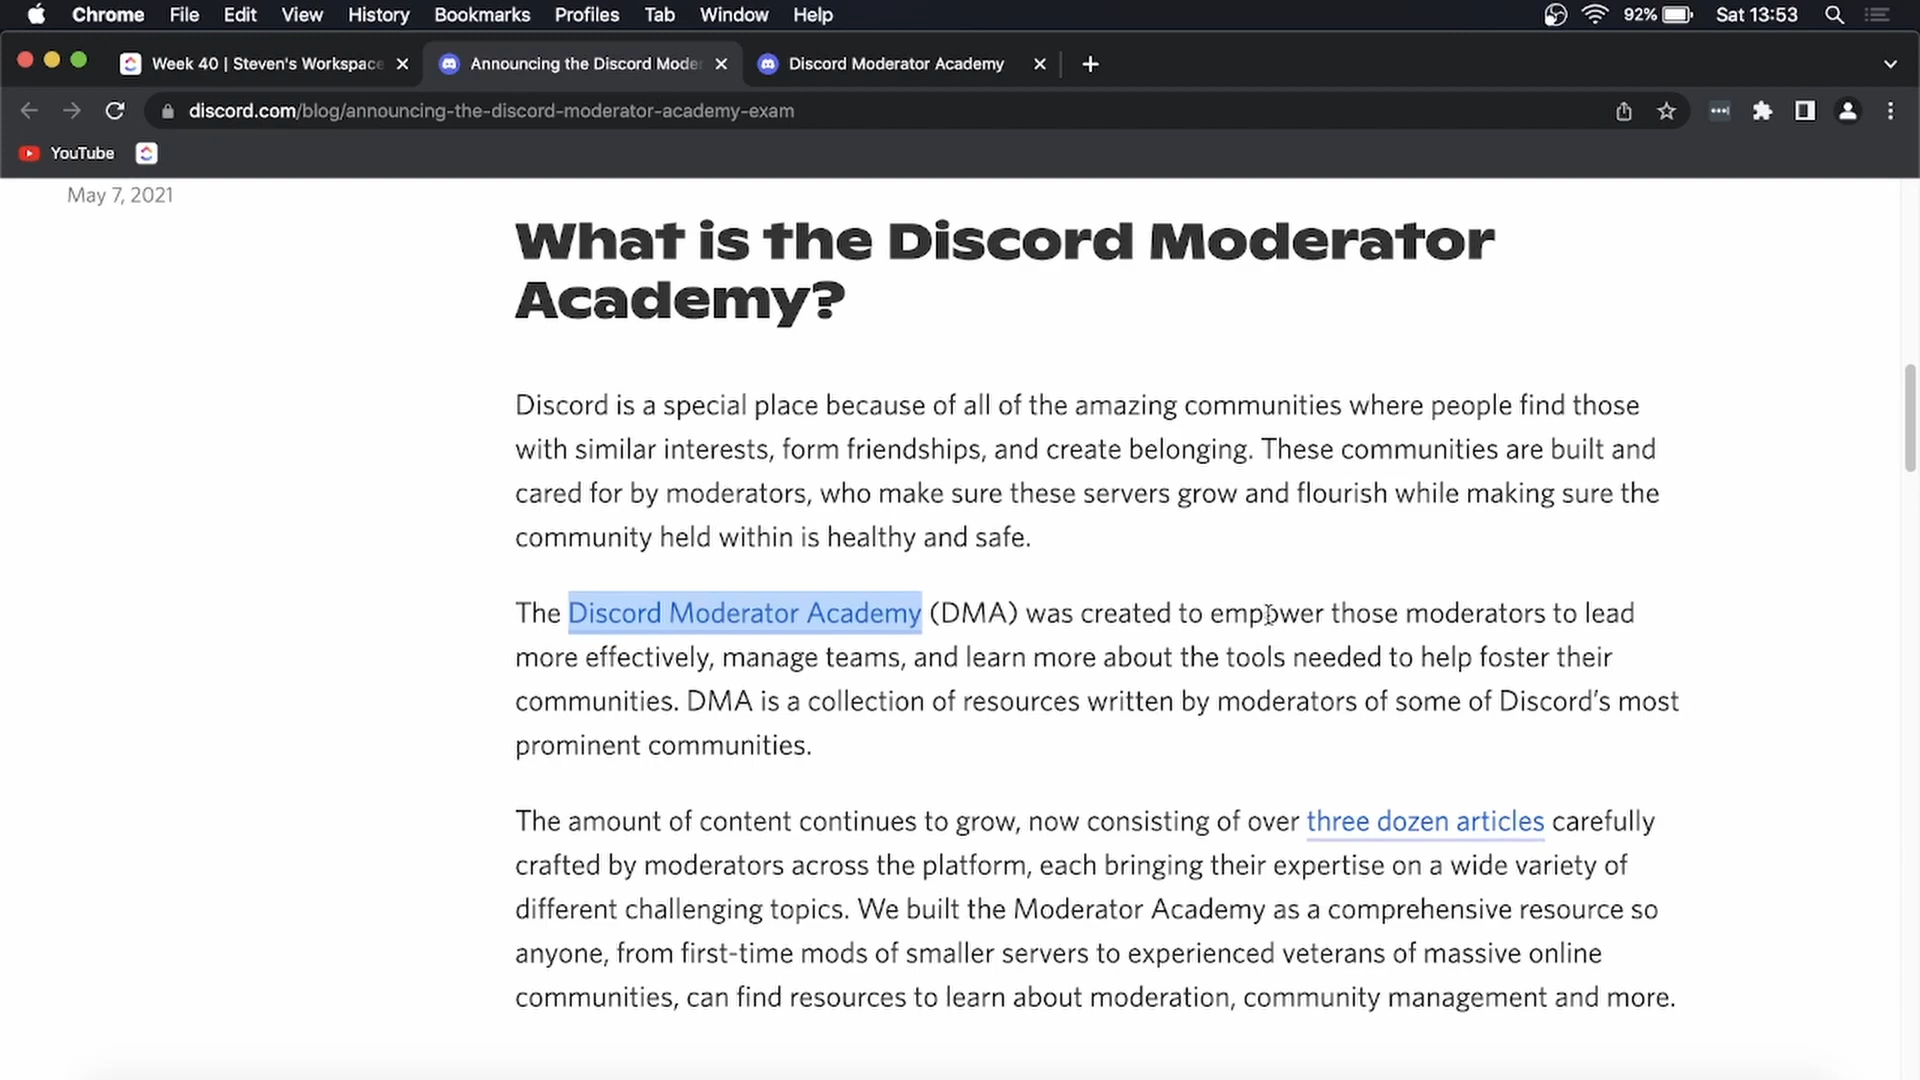 Chrome File Edit View History Bookmarks Profiles Tab Window Help 92% Sat 13:53
Week 40 | Steven's Workspace Announcing the Discord Mode Discord Moderator Academy
discord.com/blog/announcing-the-discord-moderator-academy-exam
YouTube
May 7, 2021
What is the Discord Moderator
Academy?
Discord is a special place because of all of the amazing communities where people find those
with similar interests, form friendships, and create belonging. These communities are built and
cared for by moderators, who make sure these servers grow and flourish while making sure the
community held within is healthy and safe.
The Discord Moderator Academy (DMA) was created to empower those moderators to lead
more effectively, manage teams, and learn more about the tools needed to help foster their
communities. DMA is a collection of resources written by moderators of some of Discord’s most
prominent communities.
The amount of content continues to grow, now consisting of over three dozen articles carefully
crafted by moderators across the platform, each bringing their expertise on a wide variety of
different challenging topics. We built the Moderator Academy as a comprehensive resource so
anyone, from first-time mods of smaller servers to experienced veterans of massive online
communities, can find resources to learn about moderation, community management and more.